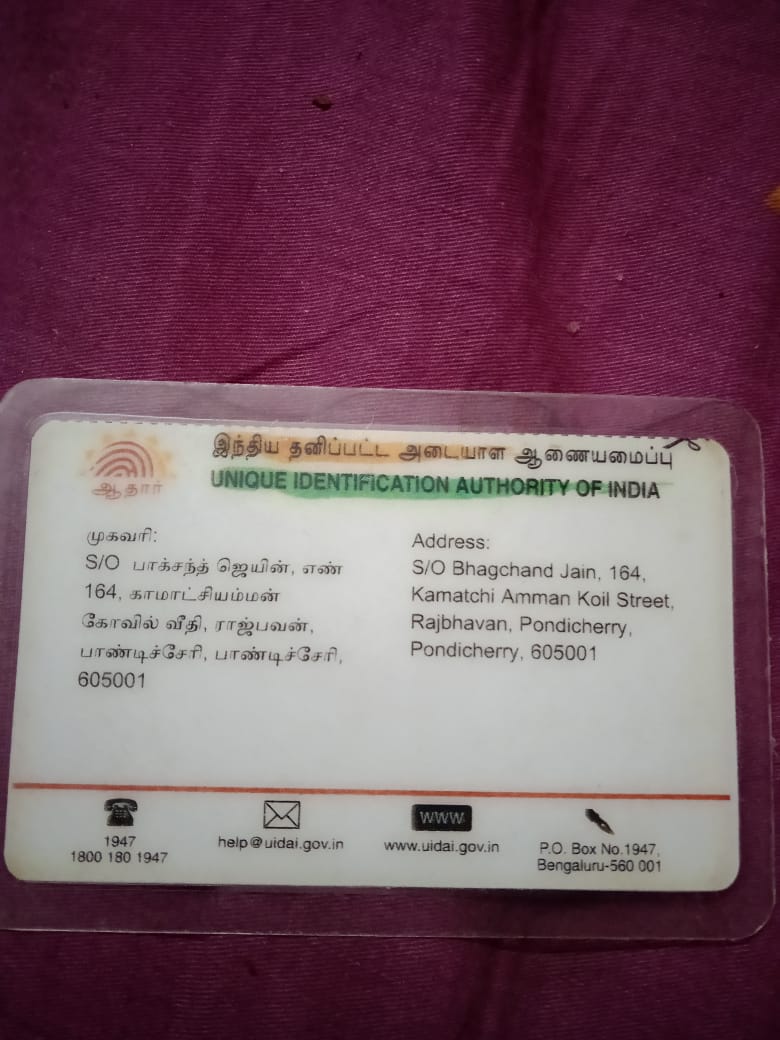 இந்திய தனிப்பட்ட அடையாள ஆணையமைப்பு
UNIQUE IDENTIFICATION AUTHORITY OF INDIA
ஆதார்
முகவரி:
S/O பாக்சந்த் ஜெயின், எண்
164, காமாட்சியம்மன்
கோவில் வீதி, ராஜ்பவன்,
பாண்டிச்சேரி, பாண்டிச்சேரி,
605001
Address:
S/O Bhagchand Jain, 164,
Kamatchi Amman Koil Street,
Rajbhavan, Pondicherry,
Pondicherry, 605001
1947
1800 180 1947
help@uidai.gov.in
WWW
www.uidai.gov.in
P.O. Box No.1947,
Bengaluru-560 001